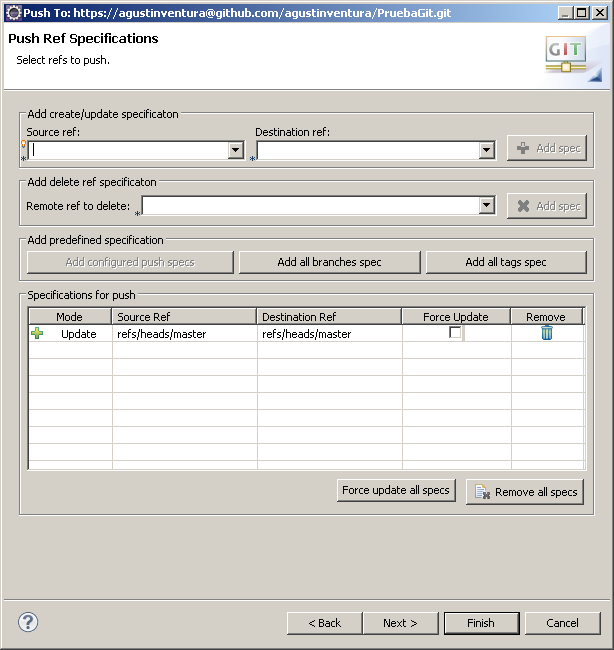 Push To: https://agustinventura@github.com/agustinventura/PruebaGit.git
Push Ref Specifications
Select refs to push.
GIT
Add create/update specificaton
Source ref: Destination ref:
Add spec
Add delete ref specificaton
Remote ref to delete: Add spec
Add predefined specification
Add configured push specs Add all branches spec Add all tags spec
Specifications for push
Mode Source Ref Destination Ref Force Update Remove
Update refs/heads/master refs/heads/master
Force update all specs Remove all specs
? < Back Next > Finish Cancel